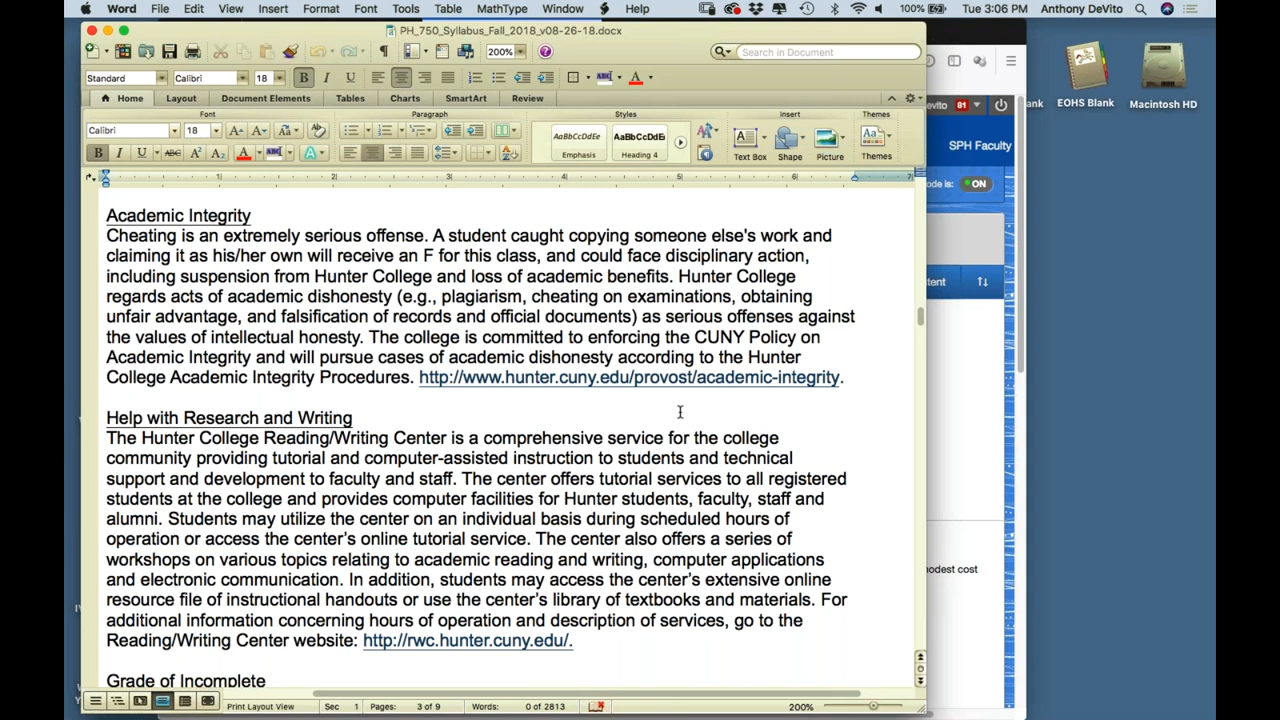 Word File Edit View Insert Format Font Tools Table MathType Window Help 100% Tue 3:06 PM Anthony DeVito
PH_750_Syllabus_Fall_2018_v08-26-18.docx
200% Search in Document
Standard Calibri 18 B I U
Home Layout Document Elements Tables Charts SmartArt Review
Font Paragraph Styles Insert Themes
Calibri 18
AaBbCcDdEe AaBbCcDdE
Emphasis Heading 4 Text Box Shape Picture Themes
Academic Integrity
Cheating is an extremely serious offense. A student caught copying someone else's work and
claiming it as his/her own will receive an F for this class, and could face disciplinary action,
including suspension from Hunter College and loss of academic benefits. Hunter College
regards acts of academic dishonesty (e.g., plagiarism, cheating on examinations, obtaining
unfair advantage, and falsification of records and official documents) as serious offenses against
the values of intellectual honesty. The college is committed to enforcing the CUNY Policy on
Academic Integrity and will pursue cases of academic dishonesty according to the Hunter
College Academic Integrity Procedures. http://www.hunter.cuny.edu/provost/academic-integrity.
Help with Research and Writing
The Hunter College Reading/Writing Center is a comprehensive service for the college
community providing tutorial and computer-assisted instruction to students and technical
support and development to faculty and staff. The center offers tutorial services to all registered
students at the college and provides computer facilities for Hunter students, faculty, staff and
alumni. Students may utilize the center on an individual basis during scheduled hours of
operation or access the center's online tutorial service. The center also offers a series of
workshops on various topics relating to academic reading and writing, computer applications
and electronic communication. In addition, students may access the center's extensive online
resource file of instructional handouts or use the center's library of textbooks and materials. For
additional information concerning hours of operation and description of services, go to the
Reading/Writing Center website: http://rwc.hunter.cuny.edu/.
Grade of Incomplete
Print Layout View Sec 1 Pages: 3 of 9 Words: 0 of 2813 200%
evito 81
SPH Faculty
ode is: ON
tent
odest cost
ank EOHS Blank Macintosh HD